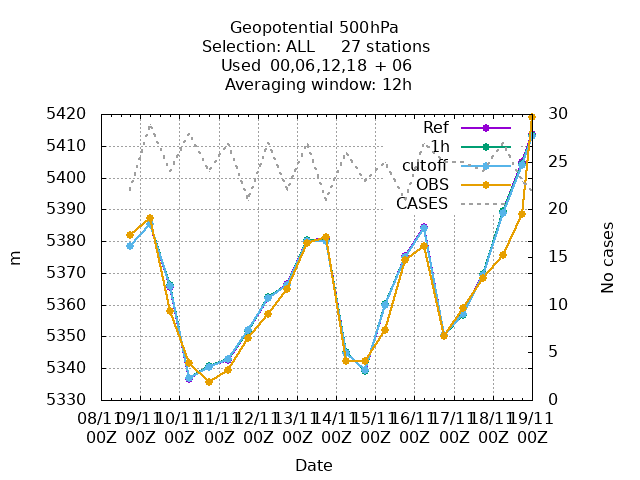 Geopotential 500hPa
Selection: ALL     27 stations
Used  00,06,12,18  + 06
Averaging window: 12h
5420
5410
5400
5390
5380
5370
5360
5350
5340
5330
m
30
25
20
15
10
5
0
No cases
Ref
1h
cutoff
OBS
CASES
08/11 09/11 10/11 11/11 12/11 13/11 14/11 15/11 16/11 17/11 18/11 19/11
00Z 00Z 00Z 00Z 00Z 00Z 00Z 00Z 00Z 00Z 00Z 00Z
Date